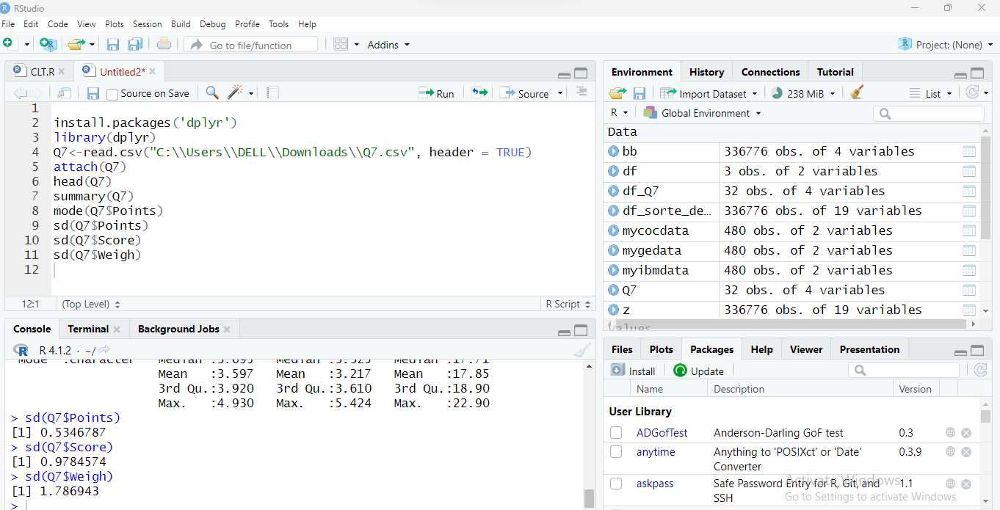 RStudio
File Edit Code View Plots Session Build Debug Profile Tools Help
Go to file/function Addins Project: (None)
CLT.R Untitled2*
Source on Save Run Source
1
2 install.packages('dplyr')
3 library(dplyr)
4 Q7<-read.csv("C:\\Users\\DELL\\Downloads\\Q7.csv", header = TRUE)
5 attach(Q7)
6 head(Q7)
7 summary(Q7)
8 mode(Q7$Points)
9 sd(Q7$Points)
10 sd(Q7$Score)
11 sd(Q7$Weigh)
12
12:1 (Top Level) R Script
Console Terminal Background Jobs
R 4.1.2 · ~/
Mode :character Median :3.695 Median :3.325 Median :17.71
Mean :3.597 Mean :3.217 Mean :17.85
3rd Qu.:3.920 3rd Qu.:3.610 3rd Qu.:18.90
Max. :4.930 Max. :5.424 Max. :22.90
> sd(Q7$Points)
[1] 0.5346787
> sd(Q7$Score)
[1] 0.9784574
> sd(Q7$Weigh)
[1] 1.786943
>
Environment History Connections Tutorial
Import Dataset 238 MiB List
R Global Environment
Data
bb 336776 obs. of 4 variables
df 3 obs. of 2 variables
df_Q7 32 obs. of 4 variables
df_sorte_de… 336776 obs. of 19 variables
mycocdata 480 obs. of 2 variables
mygedata 480 obs. of 2 variables
myibmdata 480 obs. of 2 variables
Q7 32 obs. of 4 variables
z 336776 obs. of 19 variables
Values
Files Plots Packages Help Viewer Presentation
Install Update
Name Description Version
User Library
ADGofTest Anderson-Darling GoF test 0.3
anytime Anything to 'POSIXct' or 'Date' 0.3.9
Converter
askpass Safe Password Entry for R, Git, and 1.1
SSH
Activate Windows
Go to Settings to activate Windows.